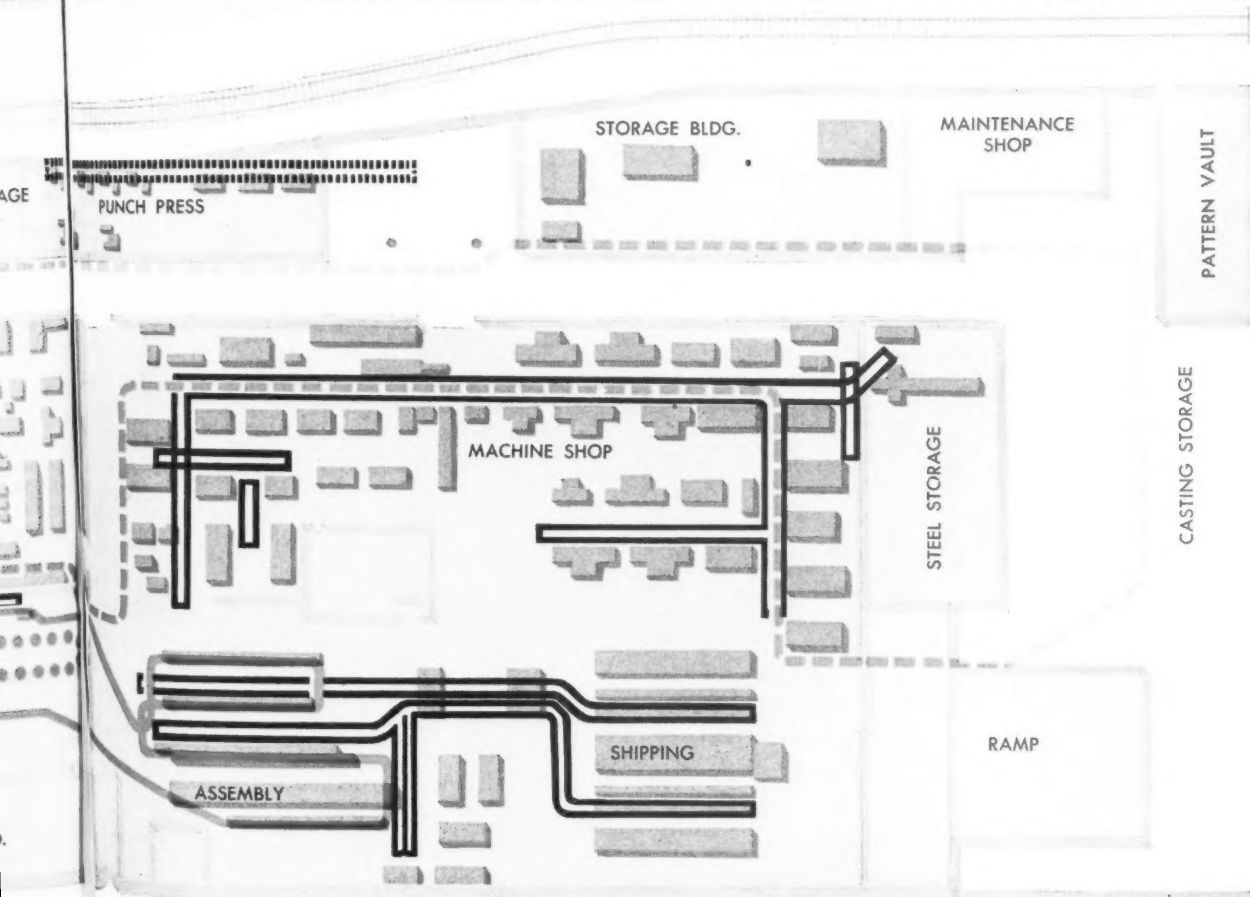 STORAGE BLDG.
MAINTENANCE
SHOP
AGE
PUNCH PRESS
PATTERN VAULT
MACHINE SHOP
STEEL STORAGE
CASTING STORAGE
SHIPPING
RAMP
ASSEMBLY